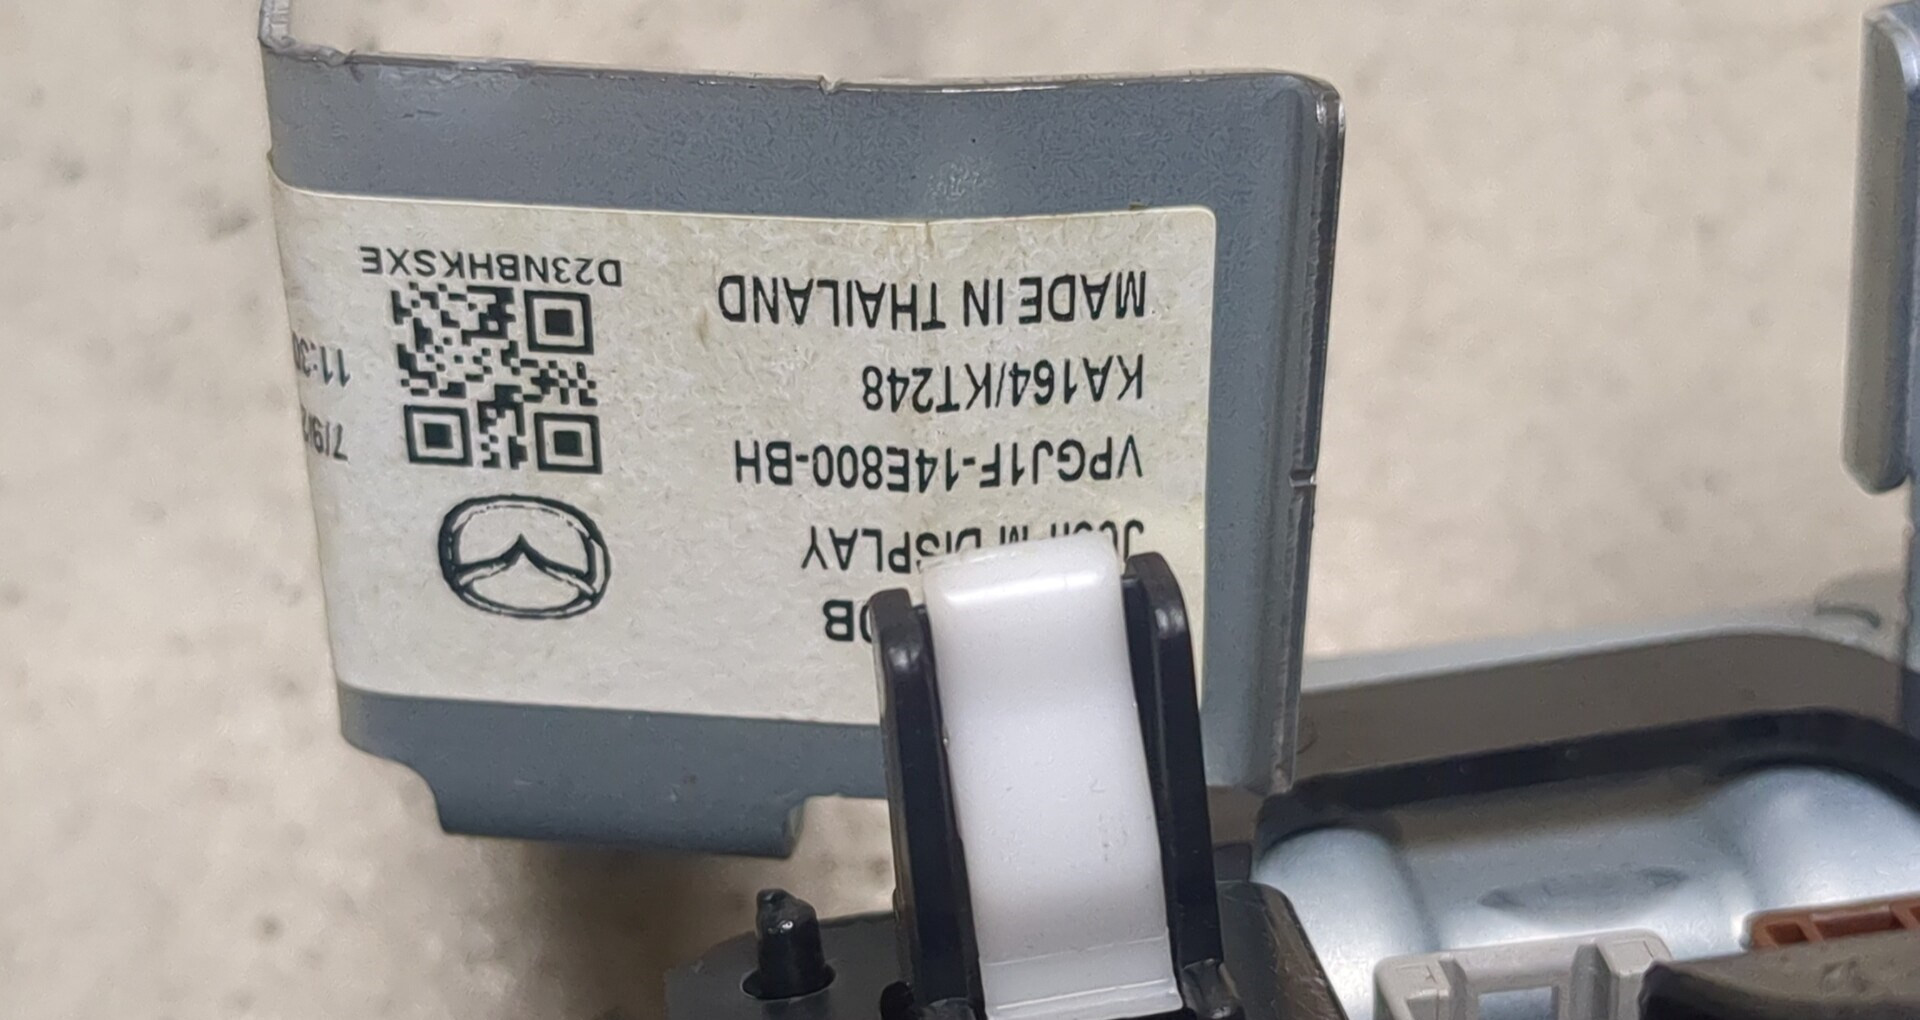 DISPLAY
VPGJ1F-14E800-BH
KA164/KT248
MADE IN THAILAND
D23NBHKSXE